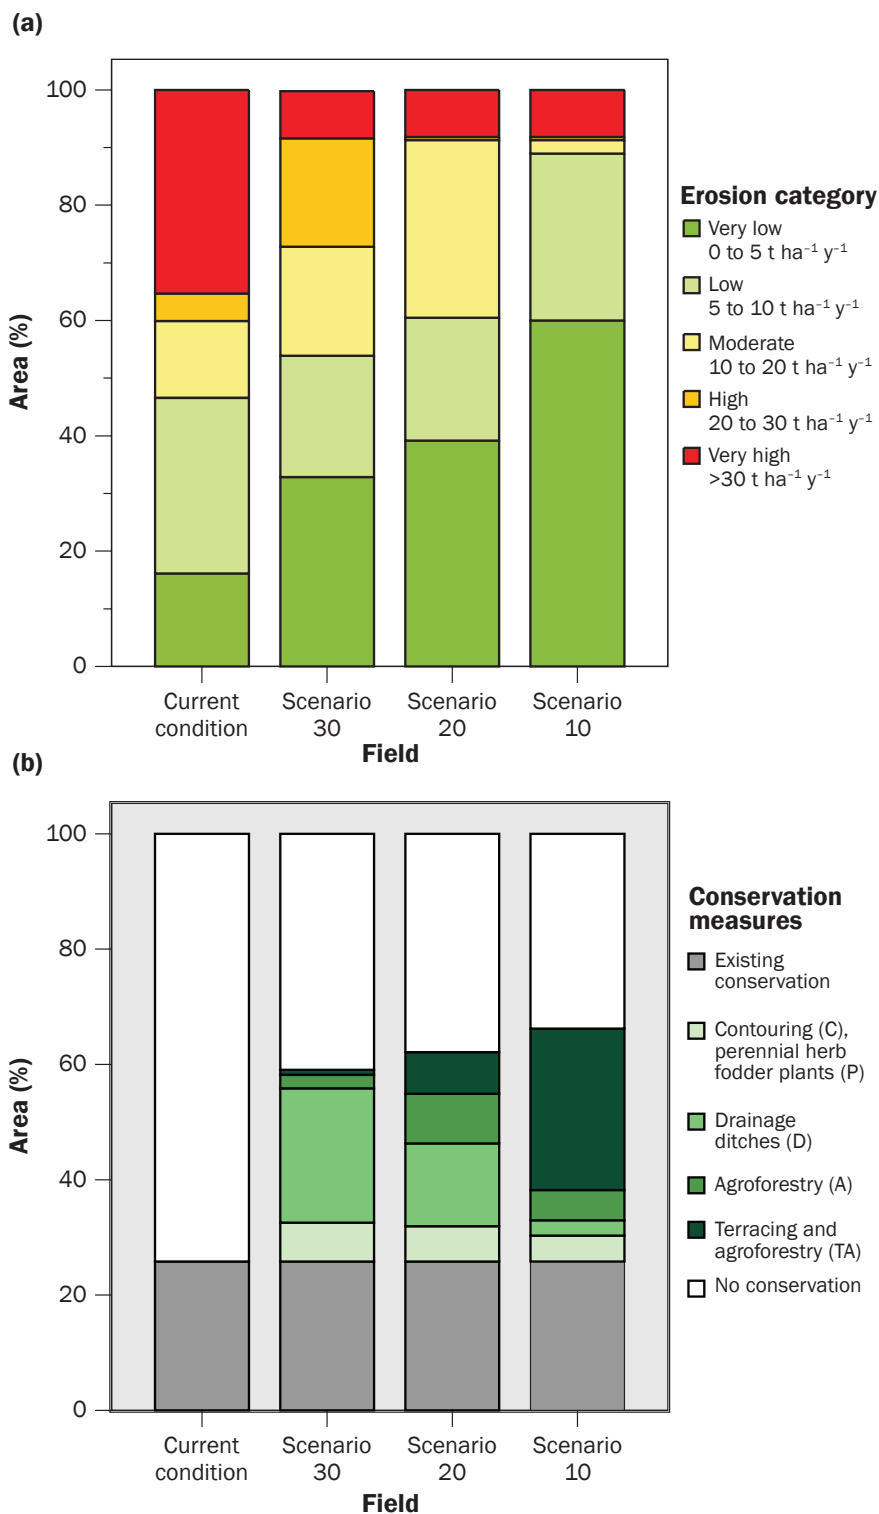 (a)
100
80
60
40
20
0
Area (%)
Current
condition
Scenario
30
Scenario
20
Scenario
10
Field
Erosion category
Very low
0 to 5 t ha⁻¹ y⁻¹
Low
5 to 10 t ha⁻¹ y⁻¹
Moderate
10 to 20 t ha⁻¹ y⁻¹
High
20 to 30 t ha⁻¹ y⁻¹
Very high
>30 t ha⁻¹ y⁻¹
(b)
100
80
60
40
20
0
Area (%)
Current
condition
Scenario
30
Scenario
20
Scenario
10
Field
Conservation
measures
Existing
conservation
Contouring (C),
perennial herb
fodder plants (P)
Drainage
ditches (D)
Agroforestry (A)
Terracing and
agroforestry (TA)
No conservation